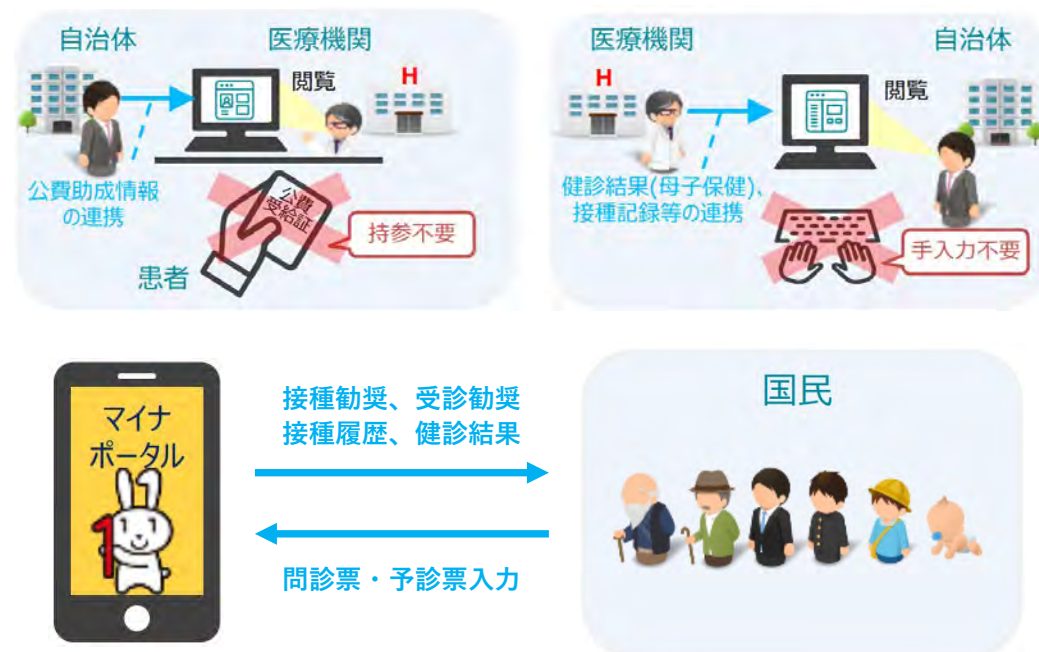 自治体
医療機関
閲覧
H
公費助成情報
の連携
公費
受給証
持参不要
患者
医療機関
自治体
H
閲覧
健診結果(母子保健)、
接種記録等の連携
手入力不要
マイナ
ポータル
1
接種勧奨、受診勧奨
接種履歴、健診結果
問診票・予診票入力
国民